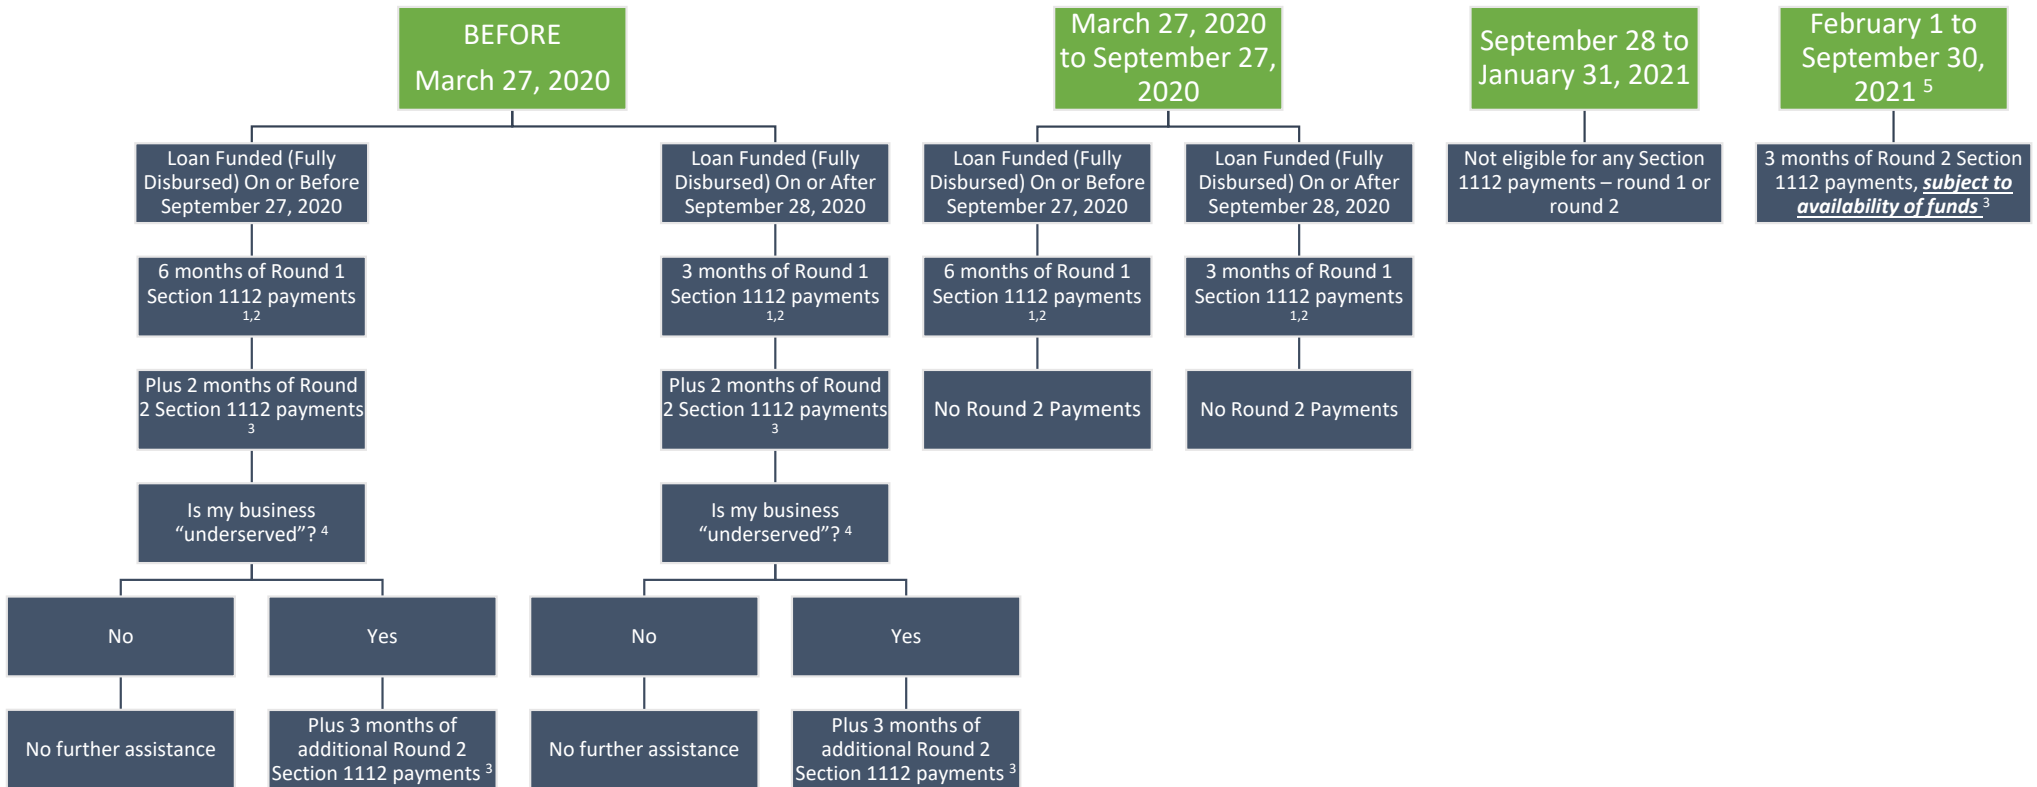 BEFORE
March 27, 2020
March 27, 2020
to September 27,
2020
September 28 to
January 31, 2021
February 1 to
September 30,
2021 5
Loan Funded (Fully
Disbursed) On or Before
September 27, 2020
Loan Funded (Fully
Disbursed) On or After
September 28, 2020
Loan Funded (Fully
Disbursed) On or Before
September 27, 2020
Loan Funded (Fully
Disbursed) On or After
September 28, 2020
Not eligible for any Section
1112 payments – round 1 or
round 2
3 months of Round 2 Section
1112 payments, subject to
availability of funds 3
6 months of Round 1
Section 1112 payments
1,2
3 months of Round 1
Section 1112 payments
1,2
6 months of Round 1
Section 1112 payments
1,2
3 months of Round 1
Section 1112 payments
1,2
Plus 2 months of Round
2 Section 1112 payments
3
Plus 2 months of Round
2 Section 1112 payments
3
No Round 2 Payments
No Round 2 Payments
Is my business
“underserved”? 4
Is my business
“underserved”? 4
No
Yes
No
Yes
No further assistance
Plus 3 months of
additional Round 2
Section 1112 payments 3
No further assistance
Plus 3 months of
additional Round 2
Section 1112 payments 3